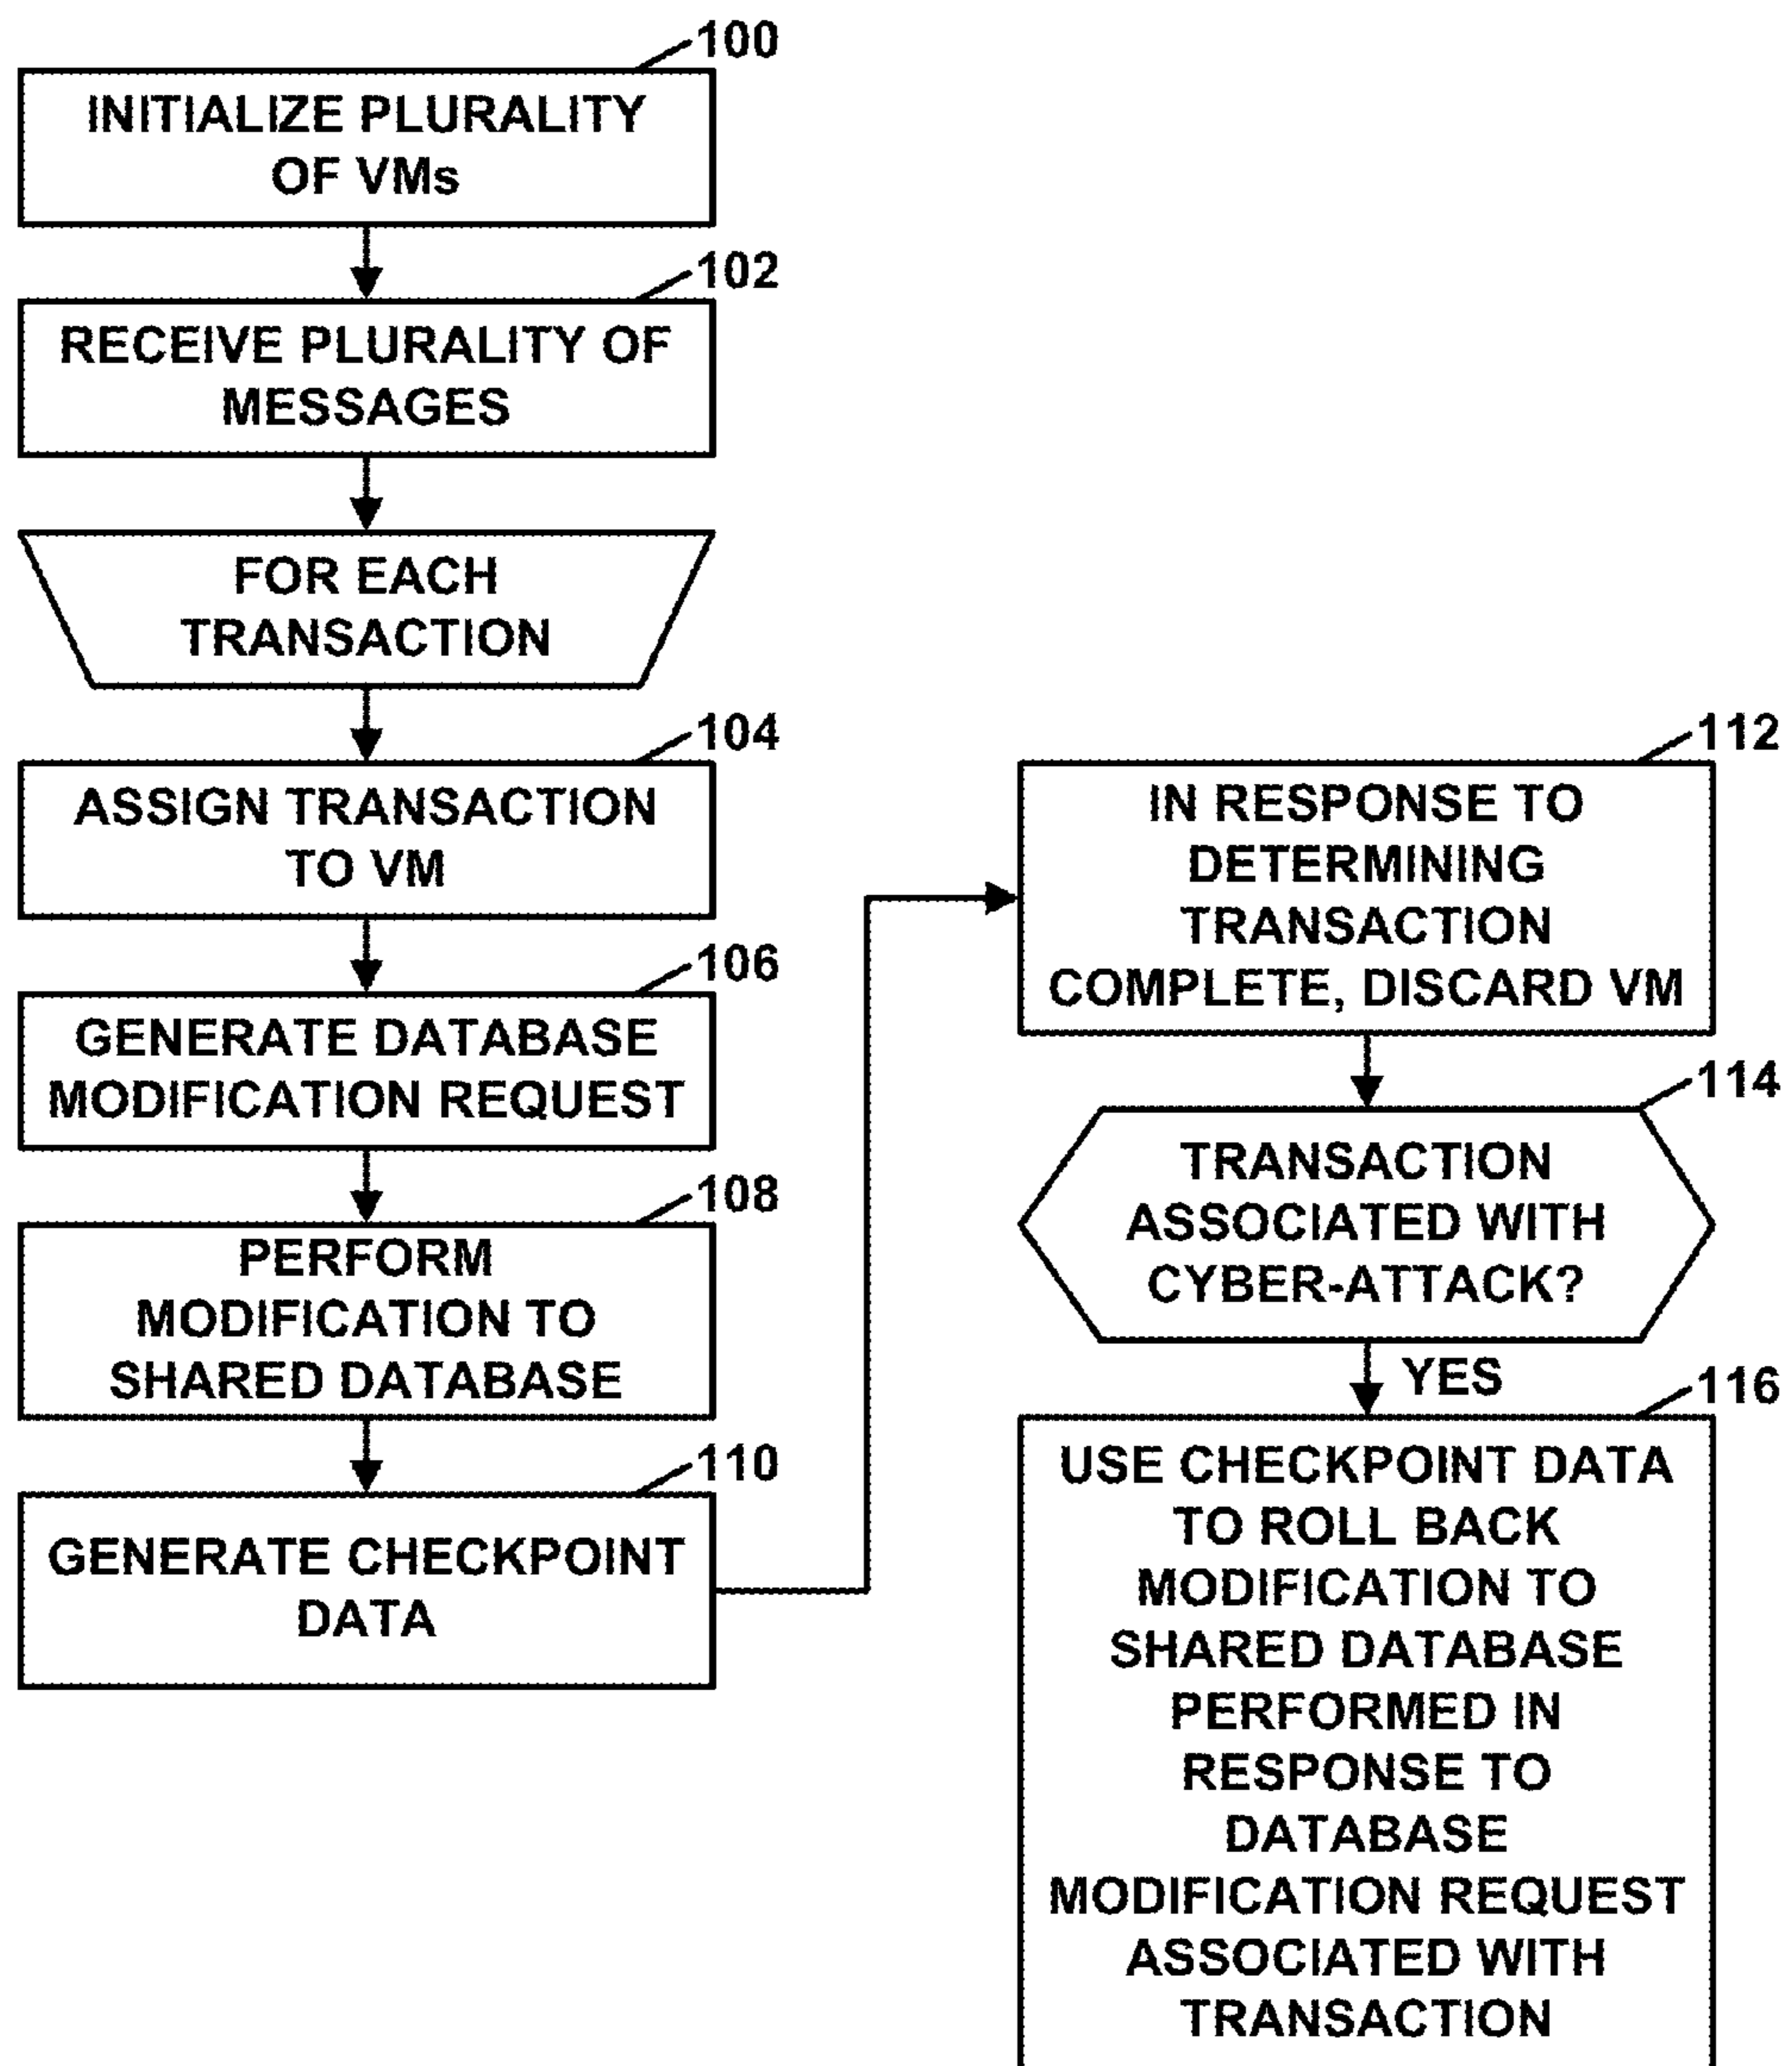 100
INITIALIZE PLURALITY
OF VMs
102
RECEIVE PLURALITY OF
MESSAGES
FOR EACH
TRANSACTION
104
ASSIGN TRANSACTION
TO VM
106
GENERATE DATABASE
MODIFICATION REQUEST
108
PERFORM
MODIFICATION TO
SHARED DATABASE
110
GENERATE CHECKPOINT
DATA
112
IN RESPONSE TO
DETERMINING
TRANSACTION
COMPLETE, DISCARD VM
114
TRANSACTION
ASSOCIATED WITH
CYBER-ATTACK?
YES
116
USE CHECKPOINT DATA
TO ROLL BACK
MODIFICATION TO
SHARED DATABASE
PERFORMED IN
RESPONSE TO
DATABASE
MODIFICATION REQUEST
ASSOCIATED WITH
TRANSACTION